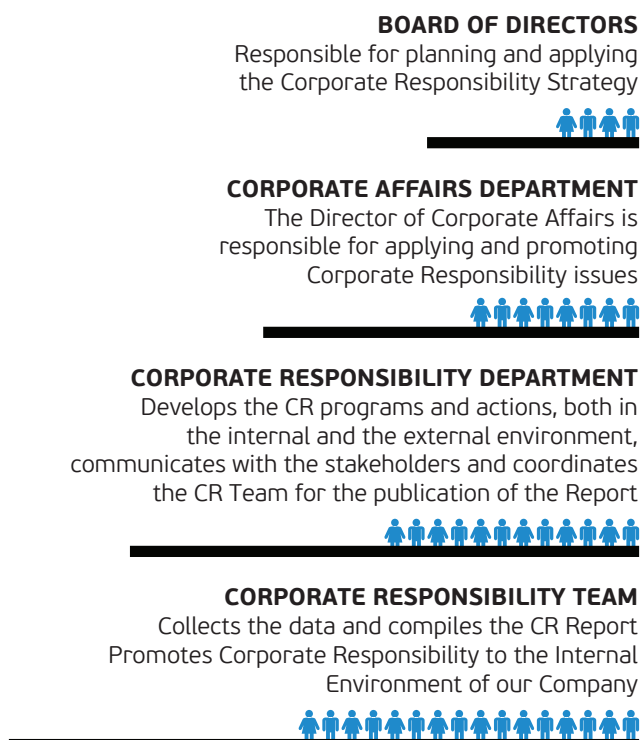 BOARD OF DIRECTORS
Responsible for planning and applying
the Corporate Responsibility Strategy
CORPORATE AFFAIRS DEPARTMENT
The Director of Corporate Affairs is
responsible for applying and promoting
Corporate Responsibility issues
CORPORATE RESPONSIBILITY DEPARTMENT
Develops the CR programs and actions, both in
the internal and the external environment,
communicates with the stakeholders and coordinates
the CR Team for the publication of the Report
CORPORATE RESPONSIBILITY TEAM
Collects the data and compiles the CR Report
Promotes Corporate Responsibility to the Internal
Environment of our Company